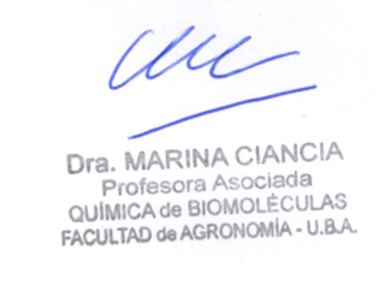 Dra. MARINA CIANCIA
Profesora Asociada
QUÍMICA de BIOMOLÉCULAS
FACULTAD de AGRONOMÍA - U.B.A.